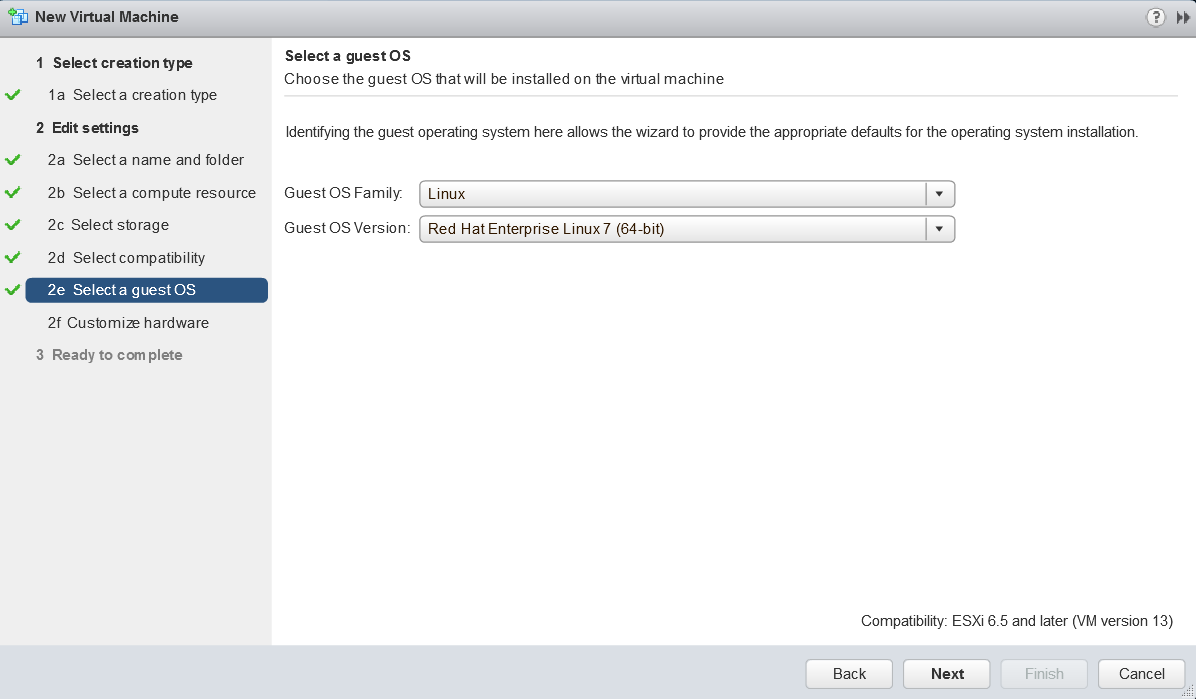 New Virtual Machine
?
1 Select creation type
1a Select a creation type
2 Edit settings
2a Select a name and folder
2b Select a compute resource
2c Select storage
2d Select compatibility
2e Select a guest OS
2f Customize hardware
3 Ready to complete
Select a guest OS
Choose the guest OS that will be installed on the virtual machine
Identifying the guest operating system here allows the wizard to provide the appropriate defaults for the operating system installation.
Guest OS Family: Linux
Guest OS Version: Red Hat Enterprise Linux 7 (64-bit)
Compatibility: ESXi 6.5 and later (VM version 13)
Back Next Finish Cancel